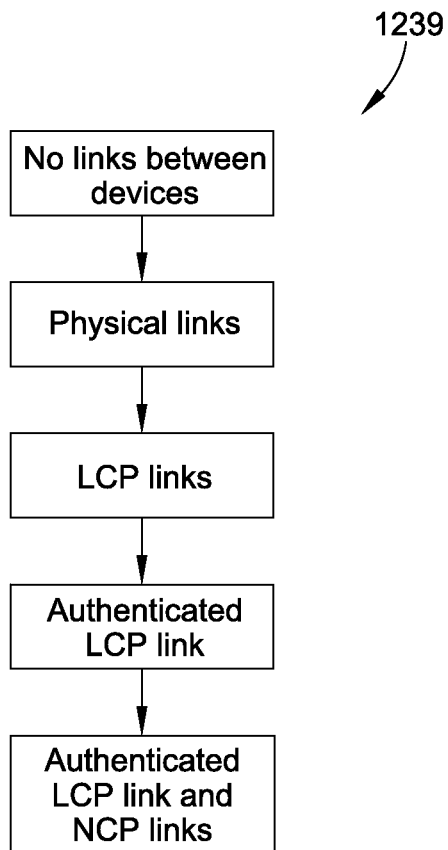 1239
No links between
devices
Physical links
LCP links
Authenticated
LCP link
Authenticated
LCP link and
NCP links